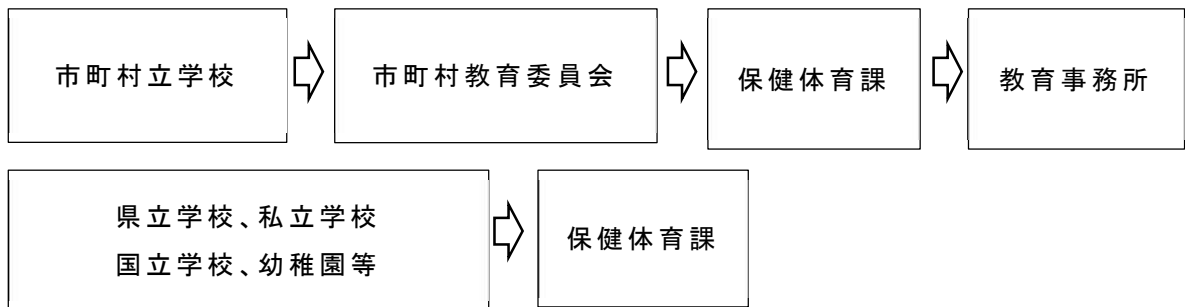 市町村立学校
市町村教育委員会
保健体育課
教育事務所
県立学校、私立学校
国立学校、幼稚園等
保健体育課